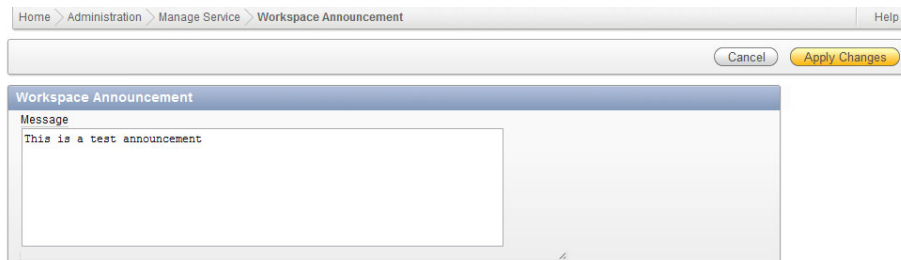 Home Administration Manage Service Workspace Announcement Help
Cancel Apply Changes
Workspace Announcement
Message
This is a test announcement